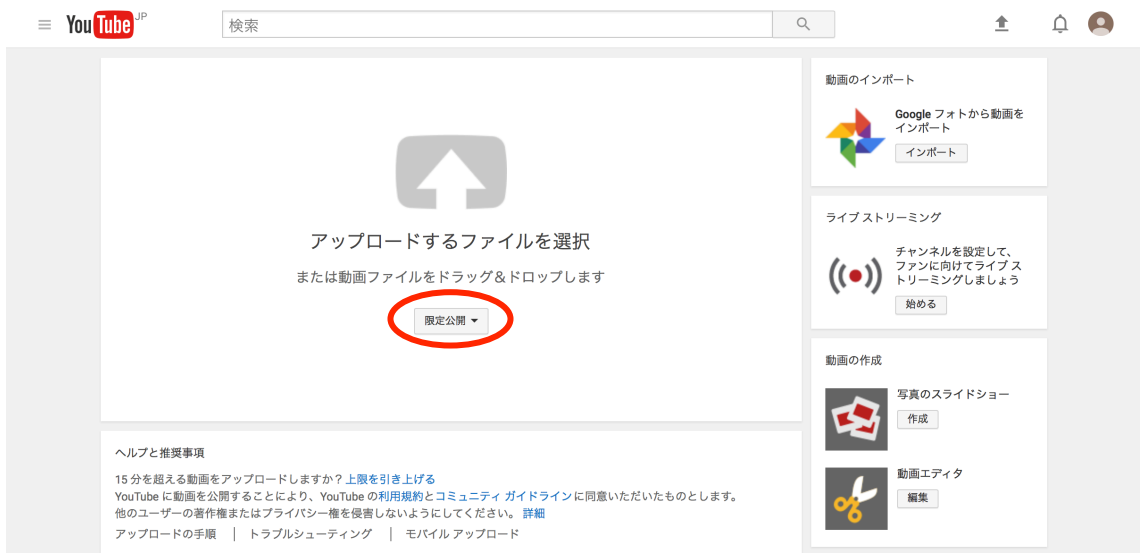 YouTube JP
検索
アップロードするファイルを選択
または動画ファイルをドラッグ＆ドロップします
限定公開
ヘルプと推奨事項
15 分を超える動画をアップロードしますか？上限を引き上げる
YouTube に動画を公開することにより、YouTube の利用規約とコミュニティ ガイドラインに同意いただいたものとします。
他のユーザーの著作権またはプライバシー権を侵害しないようにしてください。 詳細
アップロードの手順 | トラブルシューティング | モバイル アップロード
動画のインポート
Google フォトから動画を
インポート
インポート
ライブ ストリーミング
チャンネルを設定して、
ファンに向けてライブ ス
トリーミングしましょう
始める
動画の作成
写真のスライドショー
作成
動画エディタ
編集